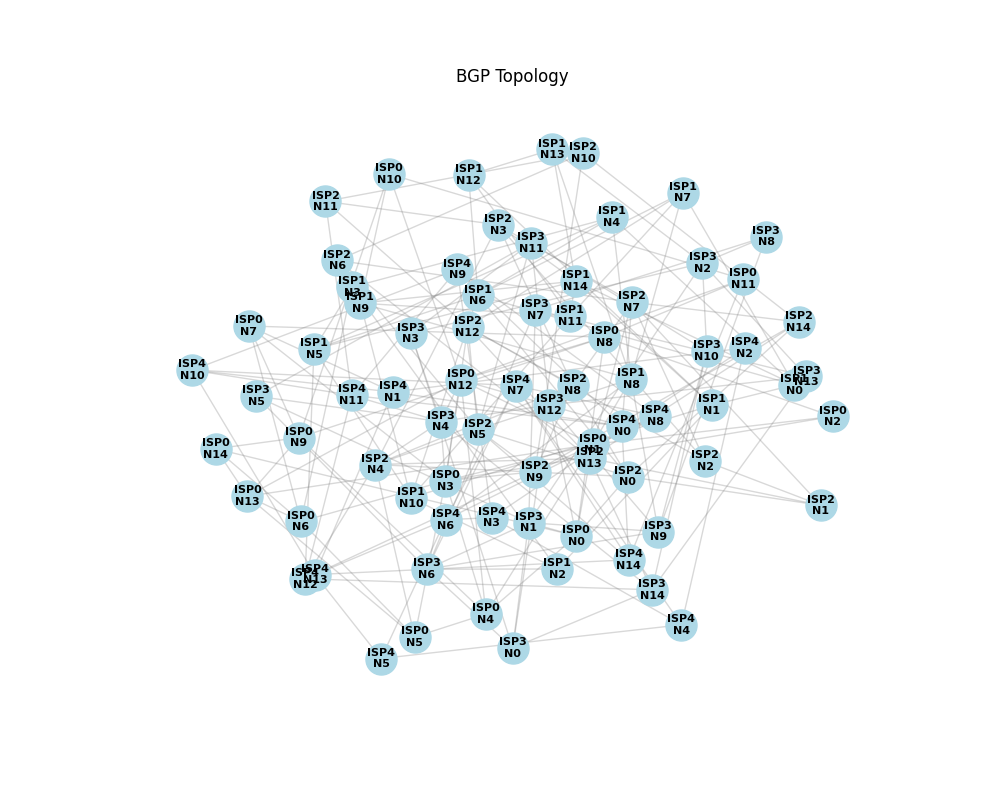 BGP Topology
ISP1
N13
ISP2
N10
ISP0
N10
ISP1
N12
ISP1
N7
ISP2
N11
ISP1
N4
ISP2
N3
ISP3
N11
ISP3
N8
ISP2
N6
ISP3
N2
ISP4
N9
ISP0
N11
ISP1
N14
ISP1
N3
ISP1
N9
ISP1
N6
ISP2
N7
ISP3
N7
ISP1
N11
ISP2
N14
ISP0
N7
ISP2
N12
ISP3
N3
ISP0
N8
ISP1
N5
ISP3
N10
ISP4
N2
ISP4
N10
ISP3
N13
N0
ISP0
N12
ISP4
N7
ISP2
N8
ISP1
N8
ISP3
N5
ISP4
N11
ISP4
N1
ISP3
N12
ISP1
N1
ISP0
N2
ISP4
N8
ISP3
N4
ISP2
N5
ISP4
N0
ISP0
N9
ISP0
N14
ISP0
N1
N13
ISP2
N4
ISP2
N2
ISP2
N9
ISP2
N0
ISP0
N3
ISP0
N13
ISP1
N10
ISP2
N1
ISP0
N6
ISP4
N6
ISP4
N3
ISP3
N1
ISP0
N0
ISP3
N9
ISP4
N14
ISP3
N6
ISP1
N2
ISP4
N13
ISP4
N12
ISP3
N14
ISP0
N4
ISP4
N4
ISP0
N5
ISP3
N0
ISP4
N5